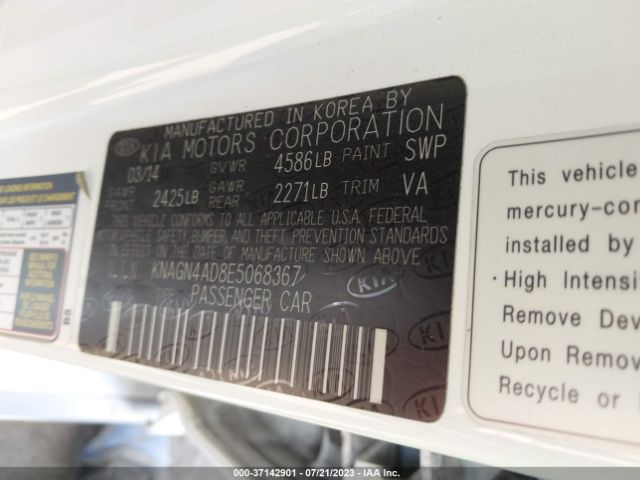 MANUFACTURED IN KOREA BY
KIA MOTORS CORPORATION
03/14 GVWR 4586LB PAINT SWP
GAWR FRONT 2425LB GAWR REAR 2271LB TRIM VA
THIS VEHICLE CONFORMS TO ALL APPLICABLE U.S.A. FEDERAL
VEHICLE SAFETY, BUMPER, AND THEFT PREVENTION STANDARDS
IN EFFECT ON THE DATE OF MANUFACTURE SHOWN ABOVE
KNAGN4AD8E5068367
TYPE: PASSENGER CAR
KIA
This vehicle
mercury-con
installed by
· High Intensi
Remove Dev
Upon Remov
Recycle or
000-37142901 - 07/21/2023 - IAA Inc.